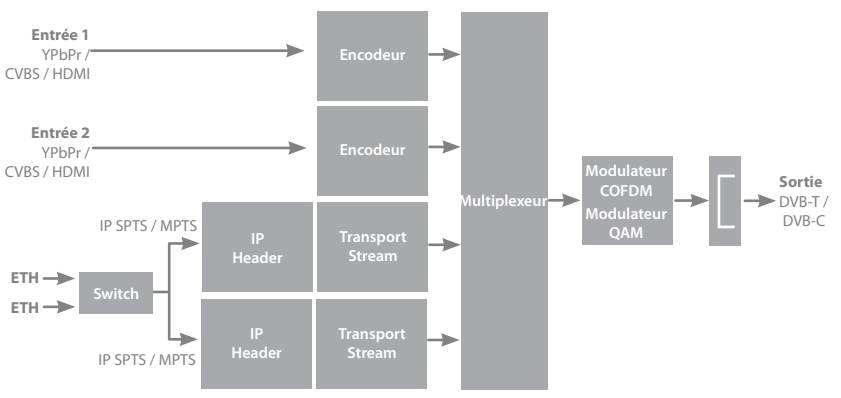 Entrée 1
YPbPr /
CVBS / HDMI
Encodeur
Entrée 2
YPbPr /
CVBS / HDMI
Encodeur
Multiplexeur
Modulateur
COFDM
Modulateur
QAM
Sortie
DVB-T /
DVB-C
IP SPTS / MPTS
IP
Header
Transport
Stream
ETH
ETH
Switch
IP SPTS / MPTS
IP
Header
Transport
Stream